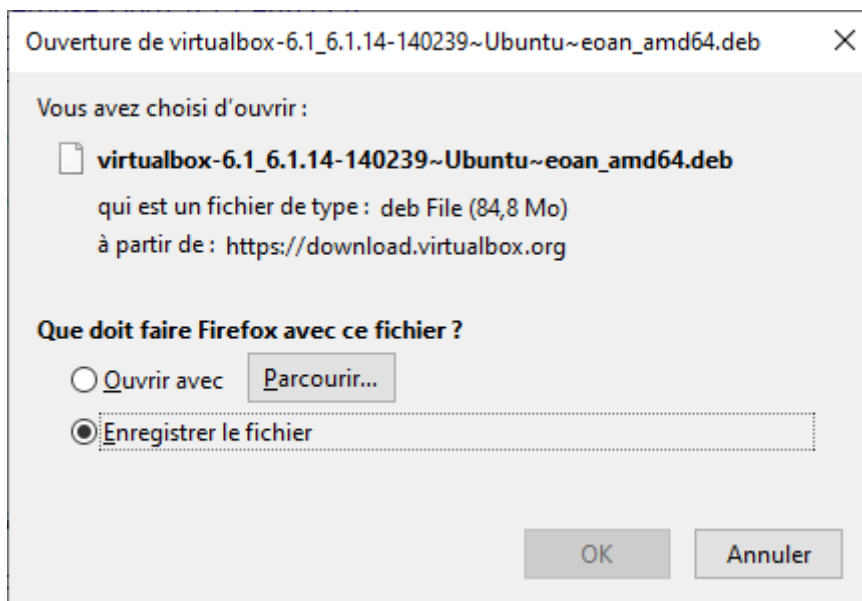 Ouverture de virtualbox-6.1_6.1.14-140239~Ubuntu~eoan_amd64.deb
Vous avez choisi d'ouvrir :
virtualbox-6.1_6.1.14-140239~Ubuntu~eoan_amd64.deb
qui est un fichier de type : deb File (84,8 Mo)
à partir de : https://download.virtualbox.org
Que doit faire Firefox avec ce fichier ?
Ouvrir avec Parcourir...
Enregistrer le fichier
OK Annuler